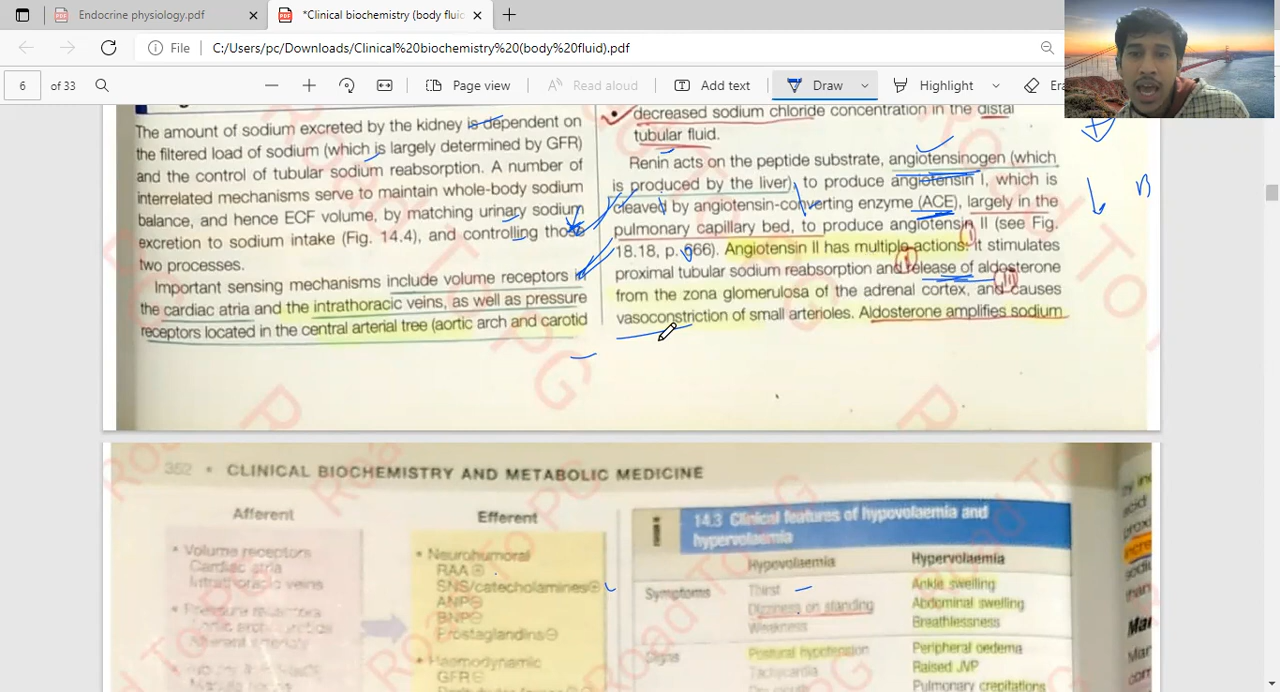 Endocrine physiology.pdf
*Clinical biochemistry (body fluid
File
C:/Users/pc/Downloads/Clinical%20biochemistry%20(body%20fluid).pdf
6 of 33
Page view
Read aloud
Add text
Draw
Highlight
Era
The amount of sodium excreted by the kidney is dependent on
the filtered load of sodium (which is largely determined by GFR)
and the control of tubular sodium reabsorption. A number of
interrelated mechanisms serve to maintain whole-body sodium
balance, and hence ECF volume, by matching urinary sodium
excretion to sodium intake (Fig. 14.4), and controlling those
two processes.
Important sensing mechanisms include volume receptors
the cardiac atria and the intrathoracic veins, as well as pressure
receptors located in the central arterial tree (aortic arch and carotid
• decreased sodium chloride concentration in the distal
tubular fluid.
Renin acts on the peptide substrate, angiotensinogen (which
is produced by the liver), to produce angiotensin I, which is
cleaved by angiotensin-converting enzyme (ACE), largely in the
pulmonary capillary bed, to produce angiotensin II (see Fig.
18.18, p. 666). Angiotensin II has multiple actions: it stimulates
proximal tubular sodium reabsorption and release of aldosterone
from the zona glomerulosa of the adrenal cortex, and causes
vasoconstriction of small arterioles. Aldosterone amplifies sodium
352 • CLINICAL BIOCHEMISTRY AND METABOLIC MEDICINE
Afferent
• Volume receptors
Cardiac atria
Intrathoracic veins
Efferent
• Neurohumoral
RAA⊕
SNS/catecholamines⊕
ANP⊖
BNP⊖
Prostaglandins⊖
• Haemodynamic
GFR⊖
i
14.3 Clinical features of hypovolaemia and
hypervolaemia
Hypovolaemia
Hypervolaemia
Symptoms
Thirst
Dizziness on standing
Weakness
Ankle swelling
Abdominal swelling
Breathlessness
Signs
Postural hypotension
Tachycardia
Peripheral oedema
Raised JVP
Pulmonary crepitations
Road To PG